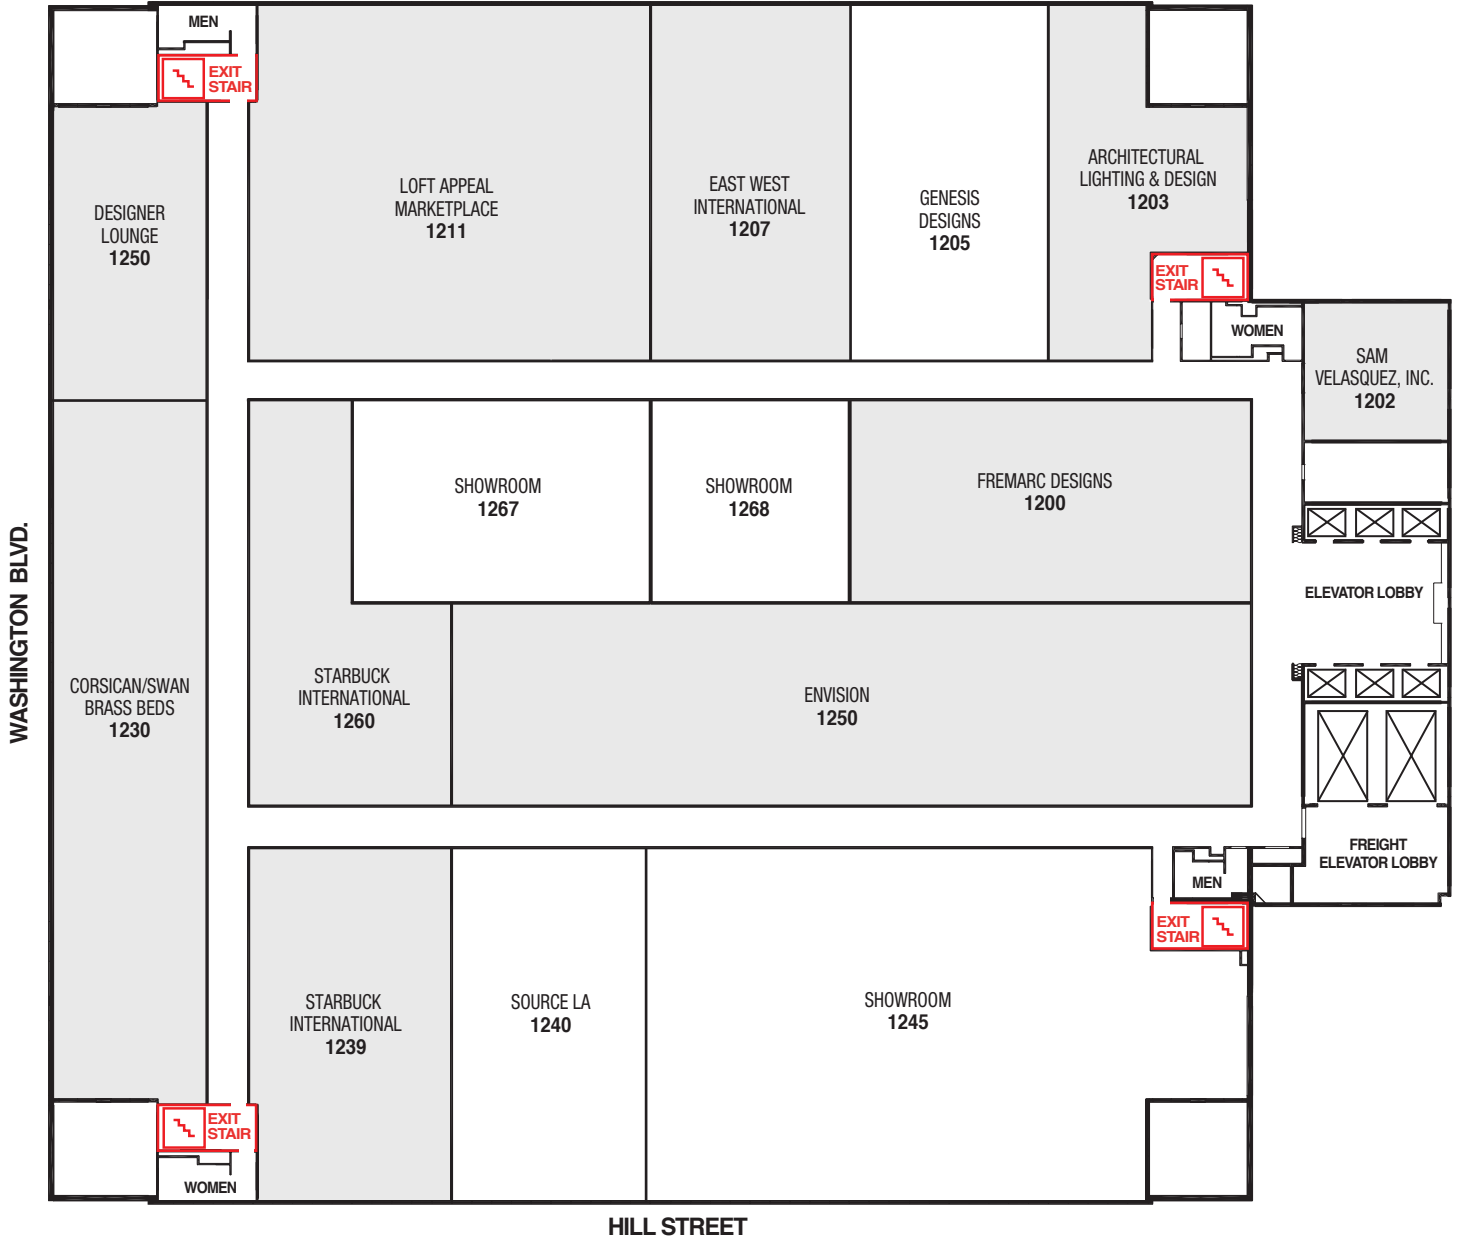 MEN
EXIT
STAIR
LOFT APPEAL
MARKETPLACE
1211
EAST WEST
INTERNATIONAL
1207
GENESIS
DESIGNS
1205
ARCHITECTURAL
LIGHTING & DESIGN
1203
DESIGNER
LOUNGE
1250
EXIT
STAIR
WOMEN
SAM
VELASQUEZ, INC.
1202
SHOWROOM
1267
SHOWROOM
1268
FREMARC DESIGNS
1200
ELEVATOR LOBBY
WASHINGTON BLVD.
CORSICAN/SWAN
BRASS BEDS
1230
STARBUCK
INTERNATIONAL
1260
ENVISION
1250
FREIGHT
ELEVATOR LOBBY
MEN
EXIT
STAIR
STARBUCK
INTERNATIONAL
1239
SOURCE LA
1240
SHOWROOM
1245
EXIT
STAIR
WOMEN
HILL STREET